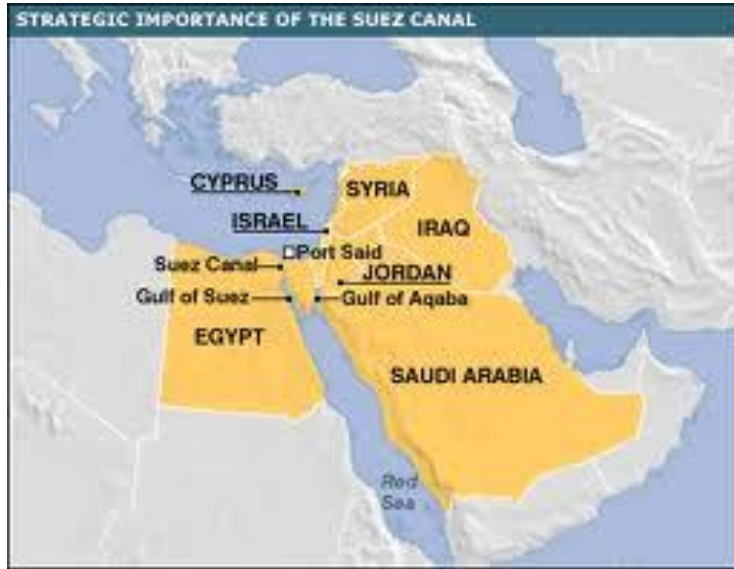 STRATEGIC IMPORTANCE OF THE SUEZ CANAL
CYPRUS
SYRIA
ISRAEL
IRAQ
Port Said
Suez Canal
JORDAN
Gulf of Suez
Gulf of Aqaba
EGYPT
SAUDI ARABIA
Red
Sea